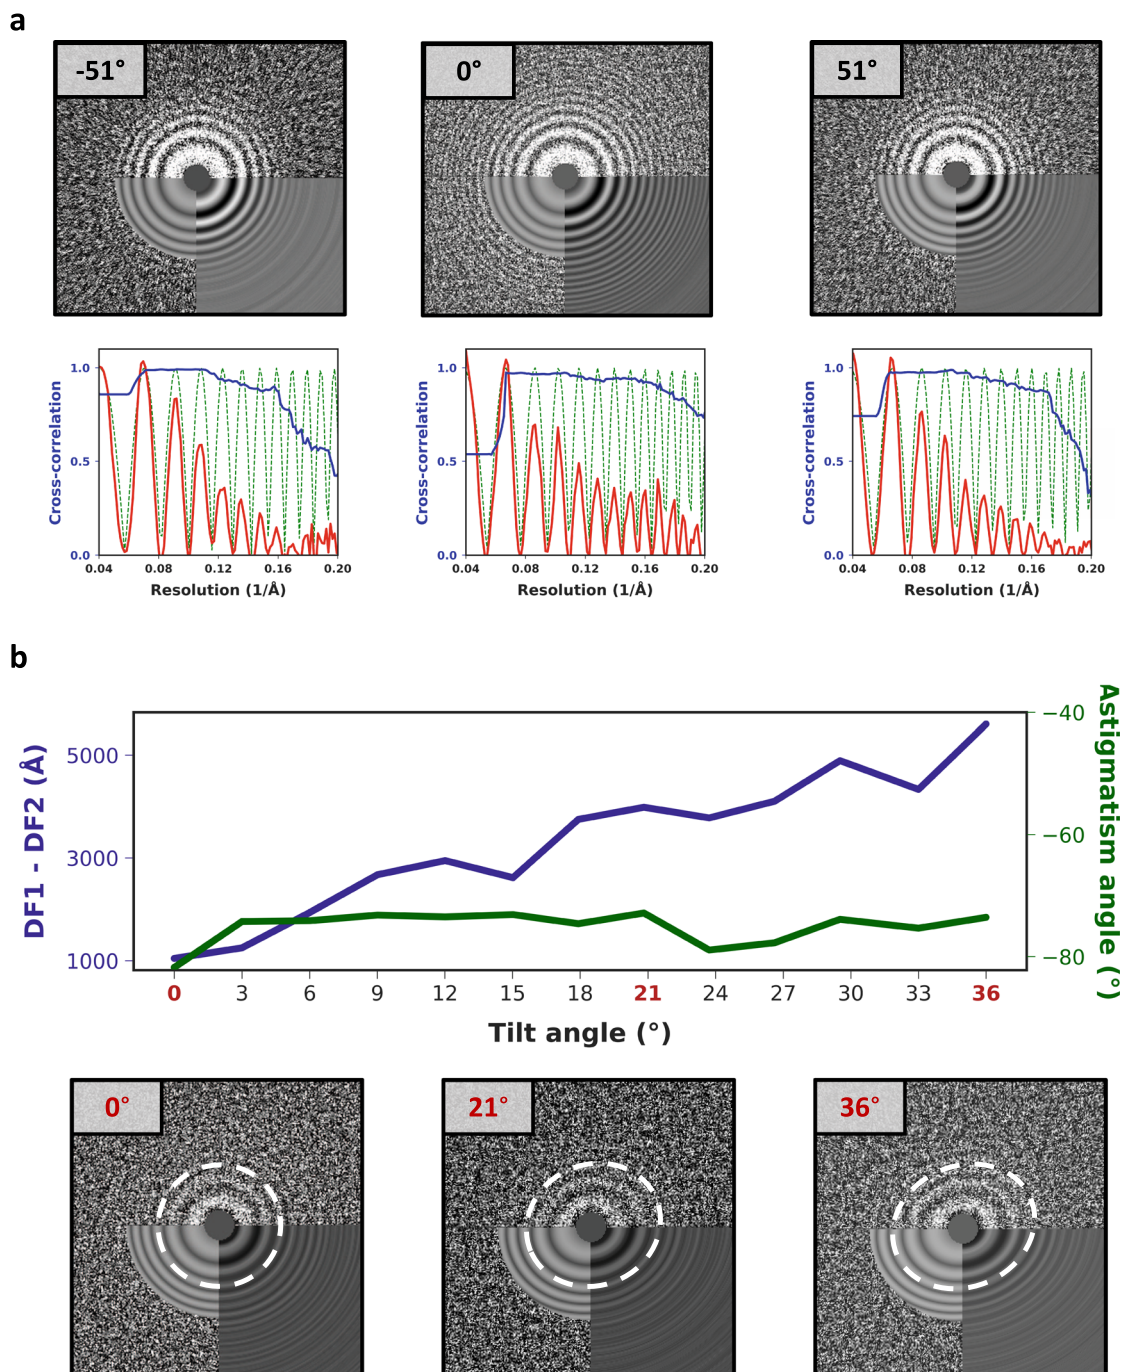 a
-51°
0°
51°
1.0
0.5
0.0
Cross-correlation
0.04 0.08 0.12 0.16 0.20
Resolution (1/Å)
1.0
0.5
0.0
Cross-correlation
0.04 0.08 0.12 0.16 0.20
Resolution (1/Å)
1.0
0.5
0.0
Cross-correlation
0.04 0.08 0.12 0.16 0.20
Resolution (1/Å)
b
DF1 - DF2 (Å)
5000
3000
1000
−40
−60
−80
Astigmatism angle (°)
0 3 6 9 12 15 18 21 24 27 30 33 36
Tilt angle (°)
0°
21°
36°